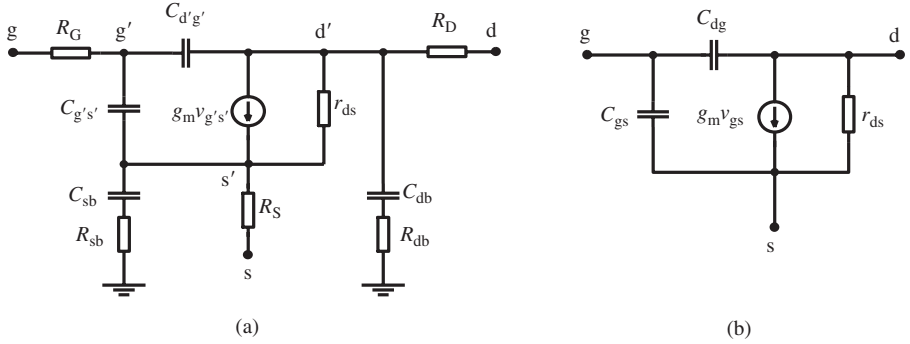 g R_G g′ C_d′g′ d′ R_D d
C_g′s′ g_m v_g′s′ r_ds
s′
C_sb R_S C_db
R_sb R_db
s
(a)
g C_dg d
C_gs g_m v_gs r_ds
s
(b)